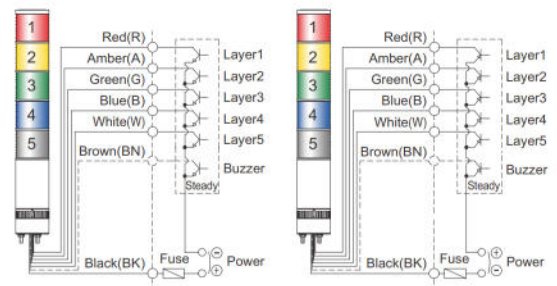 1
2
3
4
5
Red(R)
Amber(A)
Green(G)
Blue(B)
White(W)
Brown(BN)
Black(BK)
Layer1
Layer2
Layer3
Layer4
Layer5
Buzzer
Steady
Fuse
⊖
⊕
Power
1
2
3
4
5
Red(R)
Amber(A)
Green(G)
Blue(B)
White(W)
Brown(BN)
Black(BK)
Layer1
Layer2
Layer3
Layer4
Layer5
Buzzer
Steady
Fuse
⊕
⊖
Power